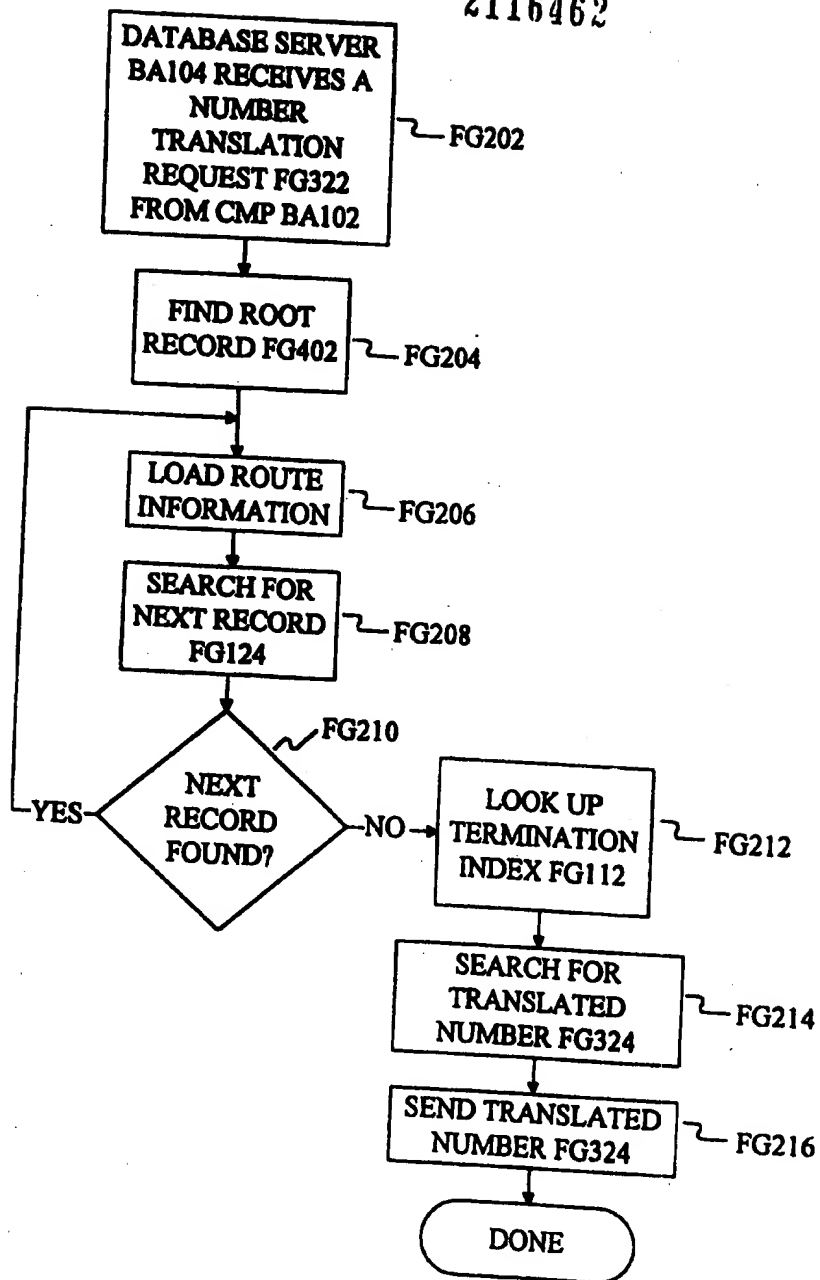 2116462
DATABASE SERVER
BA104 RECEIVES A
NUMBER
TRANSLATION
REQUEST FG322
FROM CMP BA102
FG202
FIND ROOT
RECORD FG402
FG204
LOAD ROUTE
INFORMATION
FG206
SEARCH FOR
NEXT RECORD
FG124
FG208
FG210
NEXT
RECORD
FOUND?
YES
NO
LOOK UP
TERMINATION
INDEX FG112
FG212
SEARCH FOR
TRANSLATED
NUMBER FG324
FG214
SEND TRANSLATED
NUMBER FG324
FG216
DONE